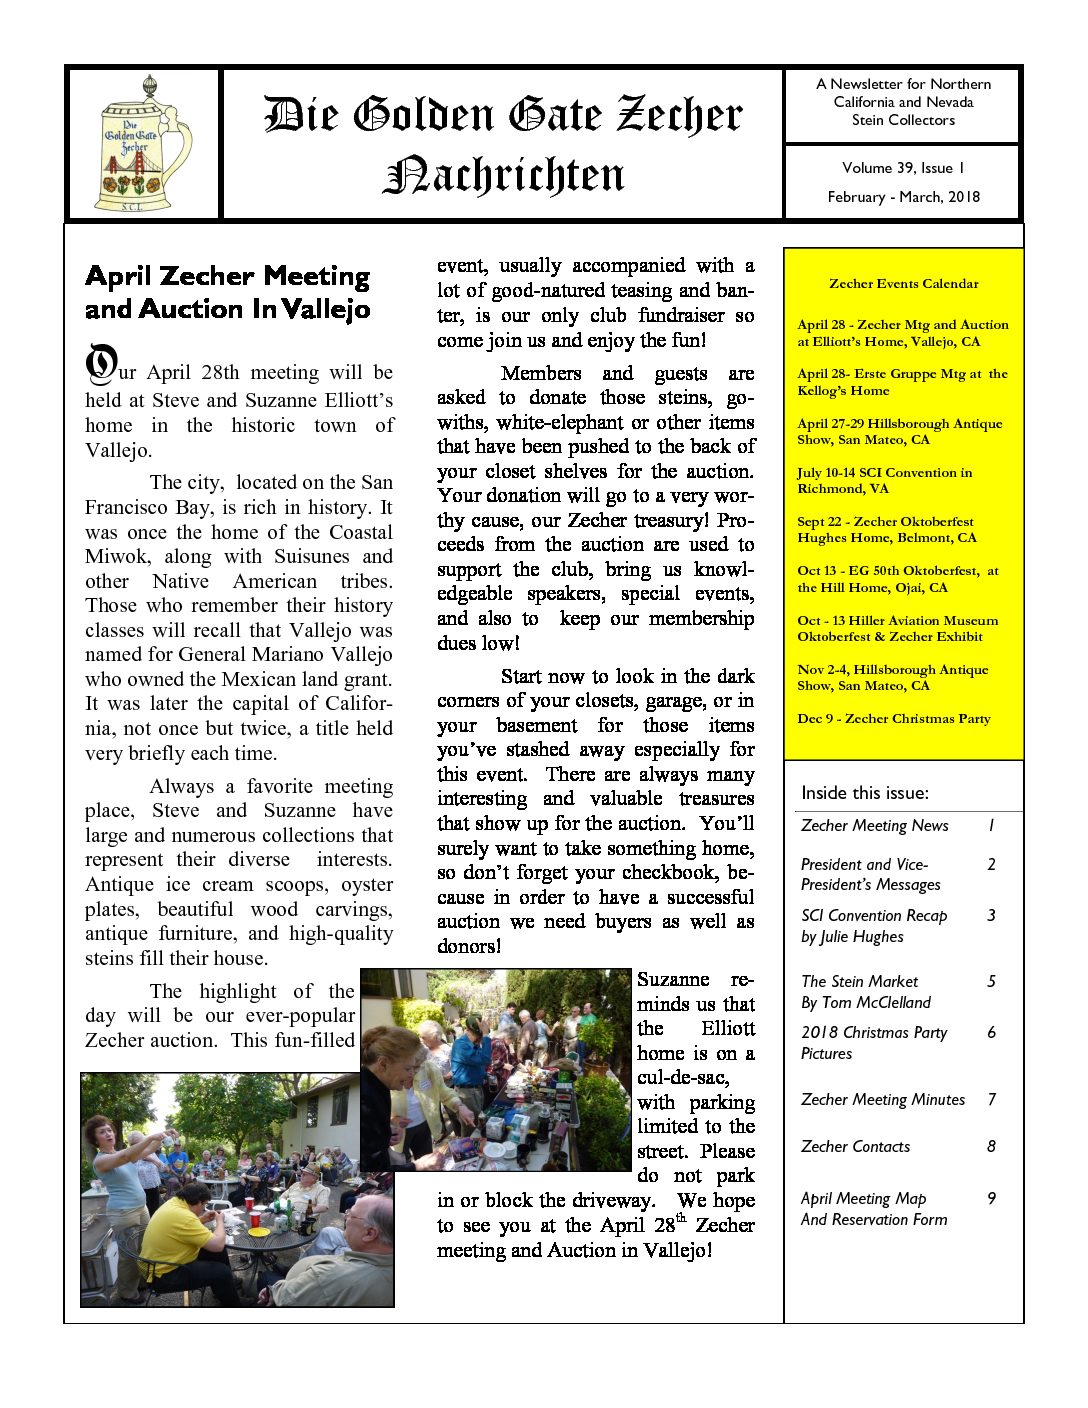 Die
Golden Gate
Zecher
S.C.I.
Die Golden Gate Zecher
Nachrichten
A Newsletter for Northern
California and Nevada
Stein Collectors
Volume 39, Issue 1
February - March, 2018
April Zecher Meeting
and Auction In Vallejo
Our April 28th meeting will be
held at Steve and Suzanne Elliott’s
home in the historic town of
Vallejo.
The city, located on the San
Francisco Bay, is rich in history. It
was once the home of the Coastal
Miwok, along with Suisunes and
other Native American tribes.
Those who remember their history
classes will recall that Vallejo was
named for General Mariano Vallejo
who owned the Mexican land grant.
It was later the capital of Califor-
nia, not once but twice, a title held
very briefly each time.
Always a favorite meeting
place, Steve and Suzanne have
large and numerous collections that
represent their diverse interests.
Antique ice cream scoops, oyster
plates, beautiful wood carvings,
antique furniture, and high-quality
steins fill their house.
The highlight of the
day will be our ever-popular
Zecher auction. This fun-filled
event, usually accompanied with a
lot of good-natured teasing and ban-
ter, is our only club fundraiser so
come join us and enjoy the fun!
Members and guests are
asked to donate those steins, go-
withs, white-elephant or other items
that have been pushed to the back of
your closet shelves for the auction.
Your donation will go to a very wor-
thy cause, our Zecher treasury! Pro-
ceeds from the auction are used to
support the club, bring us knowl-
edgeable speakers, special events,
and also to keep our membership
dues low!
Start now to look in the dark
corners of your closets, garage, or in
your basement for those items
you’ve stashed away especially for
this event. There are always many
interesting and valuable treasures
that show up for the auction. You’ll
surely want to take something home,
so don’t forget your checkbook, be-
cause in order to have a successful
auction we need buyers as well as
donors!
Suzanne re-
minds us that
the Elliott
home is on a
cul-de-sac,
with parking
limited to the
street. Please
do not park
in or block the driveway. We hope
to see you at the April 28th Zecher
meeting and Auction in Vallejo!
Zecher Events Calendar
April 28 - Zecher Mtg and Auction
at Elliott’s Home, Vallejo, CA
April 28- Erste Gruppe Mtg at the
Kellog’s Home
April 27-29 Hillsborough Antique
Show, San Mateo, CA
July 10-14 SCI Convention in
Richmond, VA
Sept 22 - Zecher Oktoberfest
Hughes Home, Belmont, CA
Oct 13 - EG 50th Oktoberfest, at
the Hill Home, Ojai, CA
Oct - 13 Hiller Aviation Museum
Oktoberfest & Zecher Exhibit
Nov 2-4, Hillsborough Antique
Show, San Mateo, CA
Dec 9 - Zecher Christmas Party
Inside this issue:
Zecher Meeting News 1
President and Vice- 2
President’s Messages
SCI Convention Recap 3
by Julie Hughes
The Stein Market 5
By Tom McClelland
2018 Christmas Party 6
Pictures
Zecher Meeting Minutes 7
Zecher Contacts 8
April Meeting Map 9
And Reservation Form